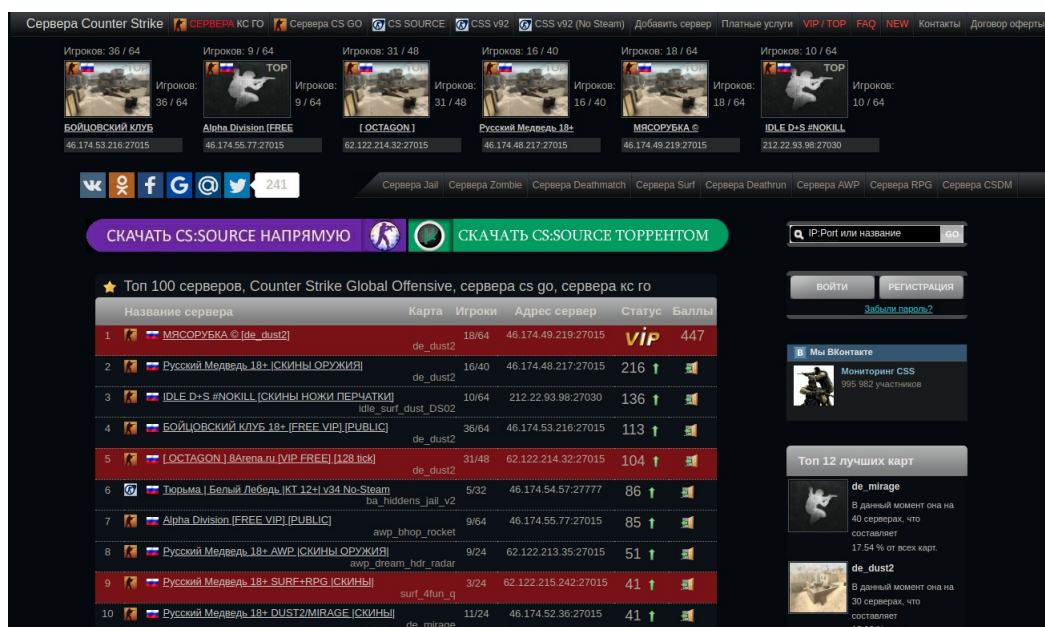 Сервера Counter Strike СЕРВЕРА КС ГО Сервера CS GO CS SOURCE CSS v92 CSS v92 (No Steam) Добавить сервер Платные услуги VIP / TOP FAQ NEW Контакты Договор оферты
Игроков: 36 / 64 Игроков: 9 / 64 Игроков: 31 / 48 Игроков: 16 / 40 Игроков: 18 / 64 Игроков: 10 / 64
TOP TOP TOP TOP TOP TOP
Игроков: Игроков: Игроков: Игроков: Игроков: Игроков:
36 / 64 9 / 64 31 / 48 16 / 40 18 / 64 10 / 64
БОЙЦОВСКИЙ КЛУБ Alpha Division [FREE [ OCTAGON ] Русский Медведь 18+ МЯСОРУБКА © IDLE D+S #NOKILL
46.174.53.216:27015 46.174.55.77:27015 62.122.214.32:27015 46.174.48.217:27015 46.174.49.219:27015 212.22.93.98:27030
241
Сервера Jail Сервера Zombie Сервера Deathmatch Сервера Surf Сервера Deathrun Сервера AWP Сервера RPG Сервера CSDM
СКАЧАТЬ CS:SOURCE НАПРЯМУЮ СКАЧАТЬ CS:SOURCE ТОРРЕНТОМ
IP:Port или название GO
Топ 100 серверов, Counter Strike Global Offensive, сервера cs go, сервера кс го
Название сервера Карта Игроки Адрес сервер Статус Баллы
1 МЯСОРУБКА © [de_dust2] de_dust2 18/64 46.174.49.219:27015 ViP 447
2 Русский Медведь 18+ |СКИНЫ ОРУЖИЯ| de_dust2 16/40 46.174.48.217:27015 216
3 IDLE D+S #NOKILL [СКИНЫ НОЖИ ПЕРЧАТКИ] idle_surf_dust_DS02 10/64 212.22.93.98:27030 136
4 БОЙЦОВСКИЙ КЛУБ 18+ [FREE VIP] [PUBLIC] de_dust2 36/64 46.174.53.216:27015 113
5 [ OCTAGON ] 8Arena.ru [VIP FREE] [128 tick] de_dust2 31/48 62.122.214.32:27015 104
6 Тюрьма | Белый Лебедь |КТ 12+| v34 No-Steam ba_hiddens_jail_v2 5/32 46.174.54.57:27777 86
7 Alpha Division [FREE VIP] [PUBLIC] awp_bhop_rocket 9/64 46.174.55.77:27015 85
8 Русский Медведь 18+ AWP |СКИНЫ ОРУЖИЯ| awp_dream_hdr_radar 9/24 62.122.213.35:27015 51
9 Русский Медведь 18+ SURF+RPG |СКИНЫ| surf_4fun_q 3/24 62.122.215.242:27015 41
10 Русский Медведь 18+ DUST2/MIRAGE |СКИНЫ| de_mirage 11/24 46.174.52.36:27015 41
ВОЙТИ РЕГИСТРАЦИЯ
Забыли пароль?
В Мы ВКонтакте
Мониторинг CSS
995 982 участников
Топ 12 лучших карт
de_mirage
В данный момент она на
40 серверах, что
составляет
17.54 % от всех карт.
de_dust2
В данный момент она на
30 серверах, что
составляет